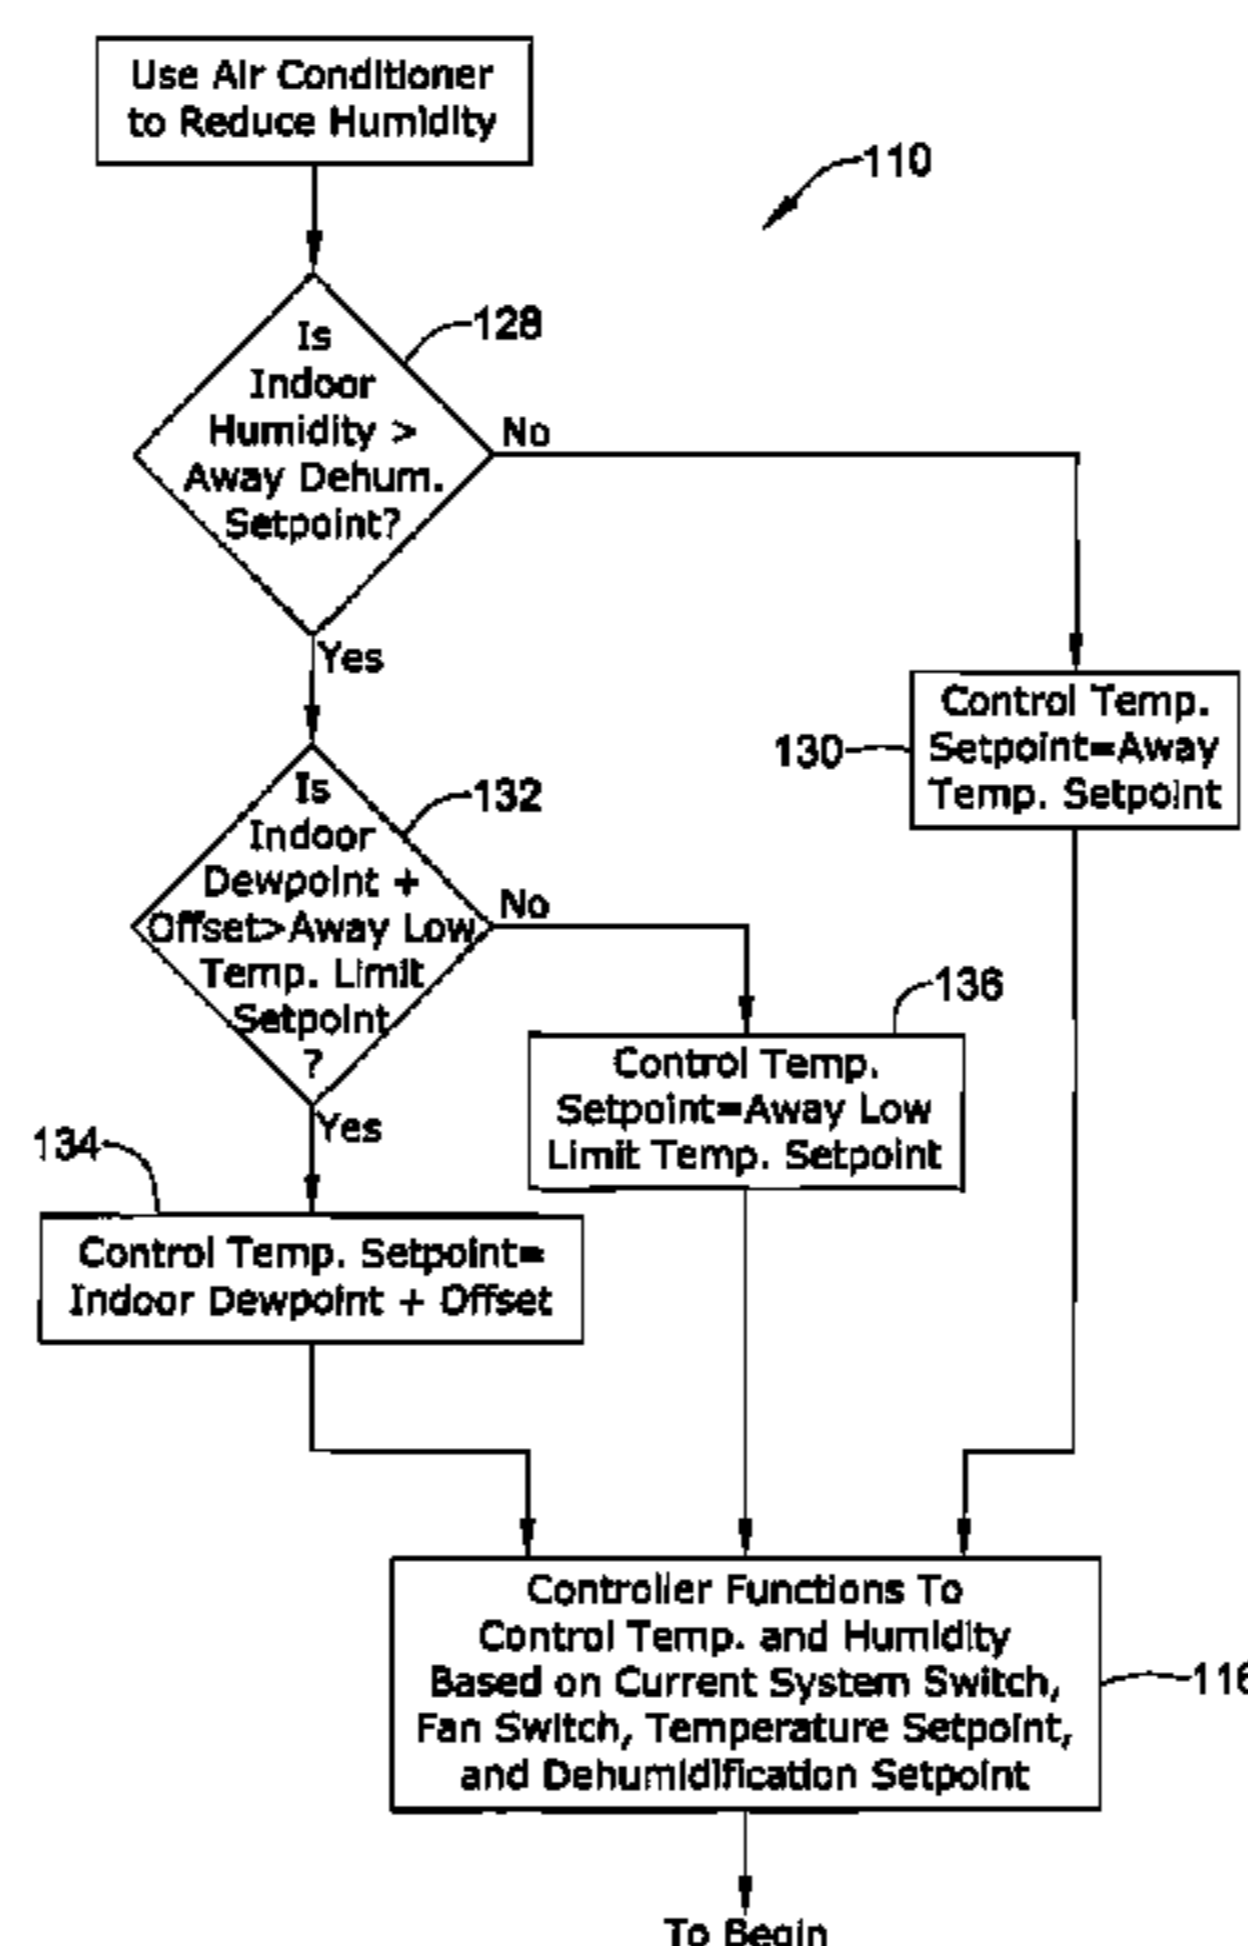 Use Air Conditioner
to Reduce Humidity
110
Is
Indoor
Humidity >
Away Dehum.
Setpoint?
128
No
Yes
Control Temp.
Setpoint=Away
Temp. Setpoint
130
Is
Indoor
Dewpoint +
Offset>Away Low
Temp. Limit
Setpoint
?
132
No
Yes
136
Control Temp.
Setpoint=Away Low
Limit Temp. Setpoint
134
Control Temp. Setpoint=
Indoor Dewpoint + Offset
Controller Functions To
Control Temp. and Humidity
Based on Current System Switch,
Fan Switch, Temperature Setpoint,
and Dehumidification Setpoint
116
To Begin